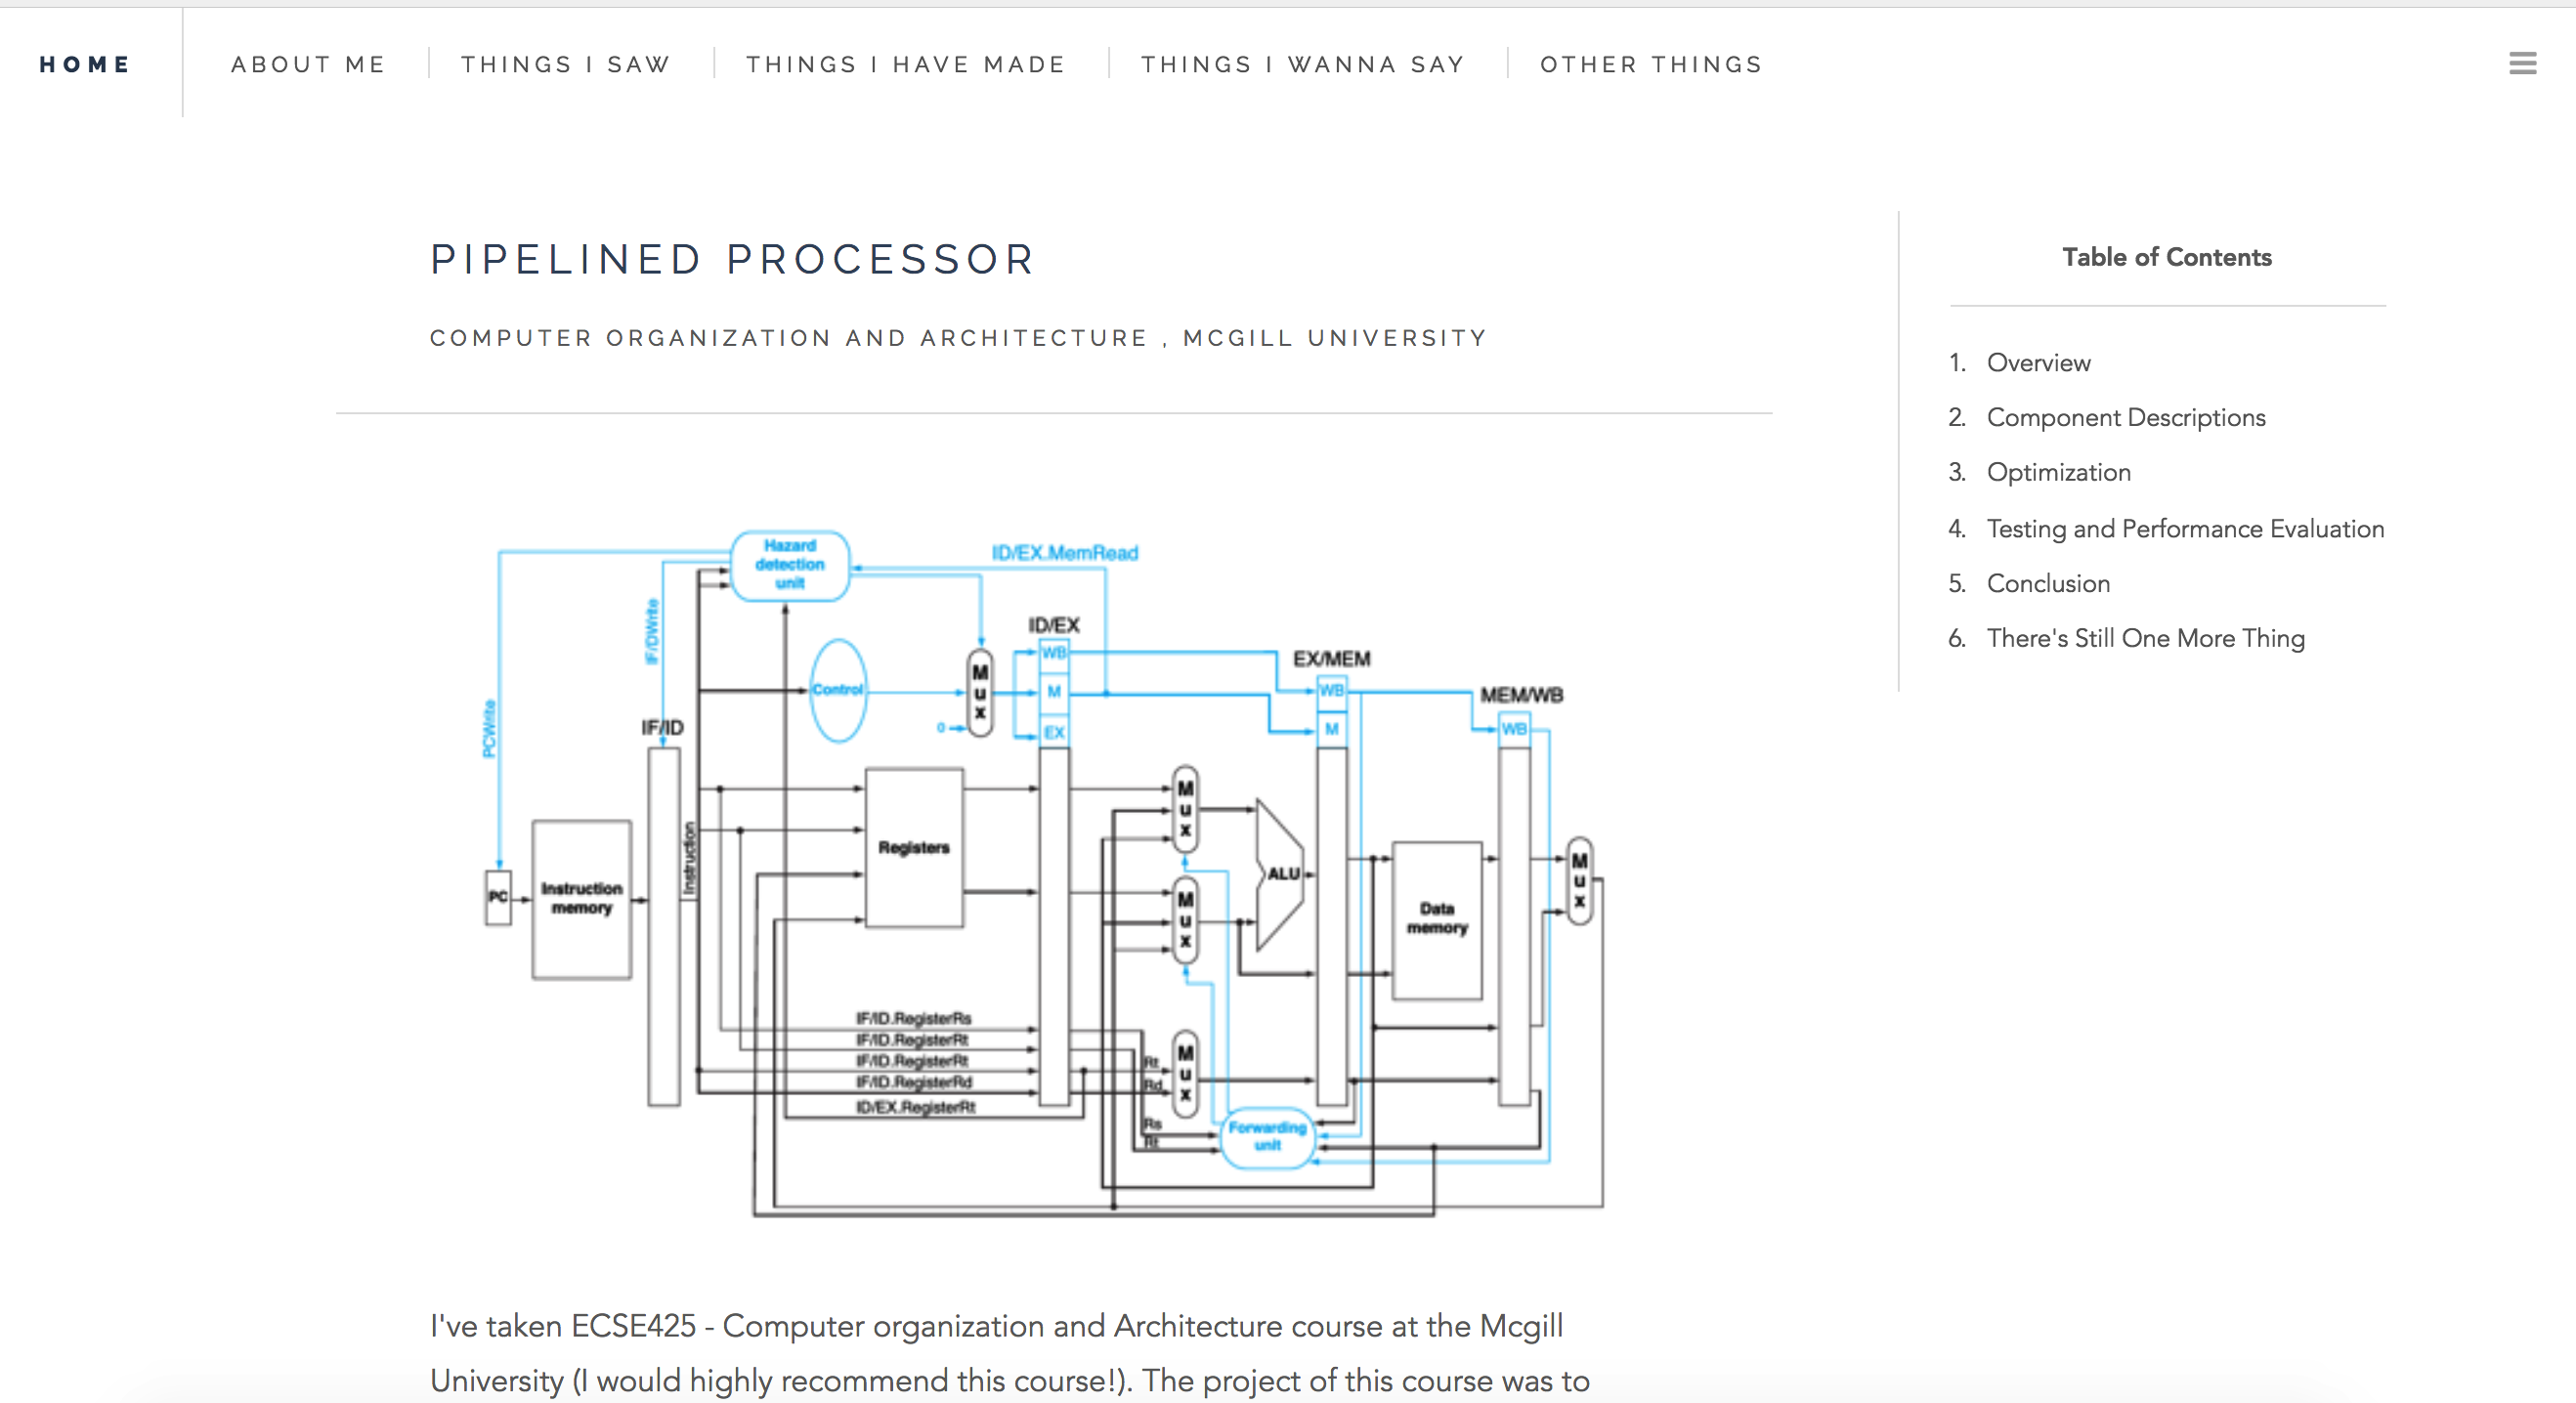 HOME
ABOUT ME
THINGS I SAW
THINGS I HAVE MADE
THINGS I WANNA SAY
OTHER THINGS
PIPELINED PROCESSOR
COMPUTER ORGANIZATION AND ARCHITECTURE , MCGILL UNIVERSITY
Table of Contents
1. Overview
2. Component Descriptions
3. Optimization
4. Testing and Performance Evaluation
5. Conclusion
6. There's Still One More Thing
Hazard
detection
unit
ID/EX.MemRead
IF/DWrite
ID/EX
WB
Control
Mux
M
0
EX
EX/MEM
WB
M
MEM/WB
WB
PCWrite
IF/ID
PC
Instruction
memory
Instruction
Registers
Mux
Mux
ALU
Data
memory
Mux
IF/ID.RegisterRs
IF/ID.RegisterRt
IF/ID.RegisterRt
IF/ID.RegisterRd
ID/EX.RegisterRt
Rt
Rd
Mux
Rs
Rt
Forwarding
unit
I've taken ECSE425 - Computer organization and Architecture course at the Mcgill
University (I would highly recommend this course!). The project of this course was to